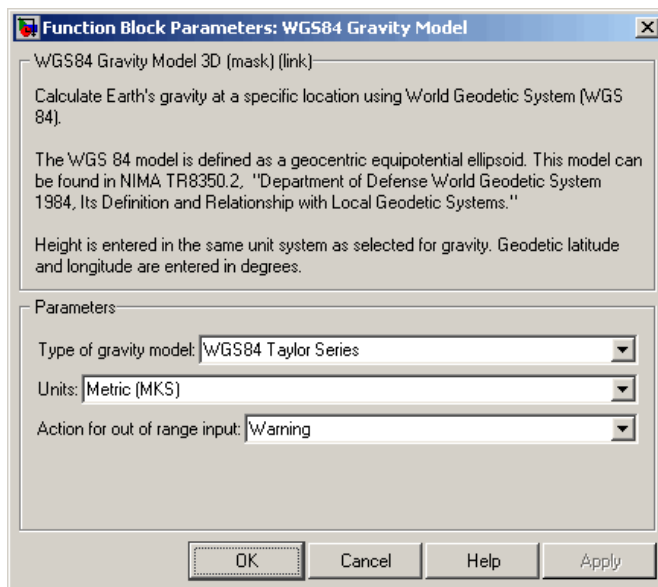 Function Block Parameters: WGS84 Gravity Model
WGS84 Gravity Model 3D (mask) (link)
Calculate Earth's gravity at a specific location using World Geodetic System (WGS
84).
The WGS 84 model is defined as a geocentric equipotential ellipsoid. This model can
be found in NIMA TR8350.2, "Department of Defense World Geodetic System
1984, Its Definition and Relationship with Local Geodetic Systems."
Height is entered in the same unit system as selected for gravity. Geodetic latitude
and longitude are entered in degrees.
Parameters
Type of gravity model: WGS84 Taylor Series
Units: Metric (MKS)
Action for out of range input: Warning
OK Cancel Help Apply